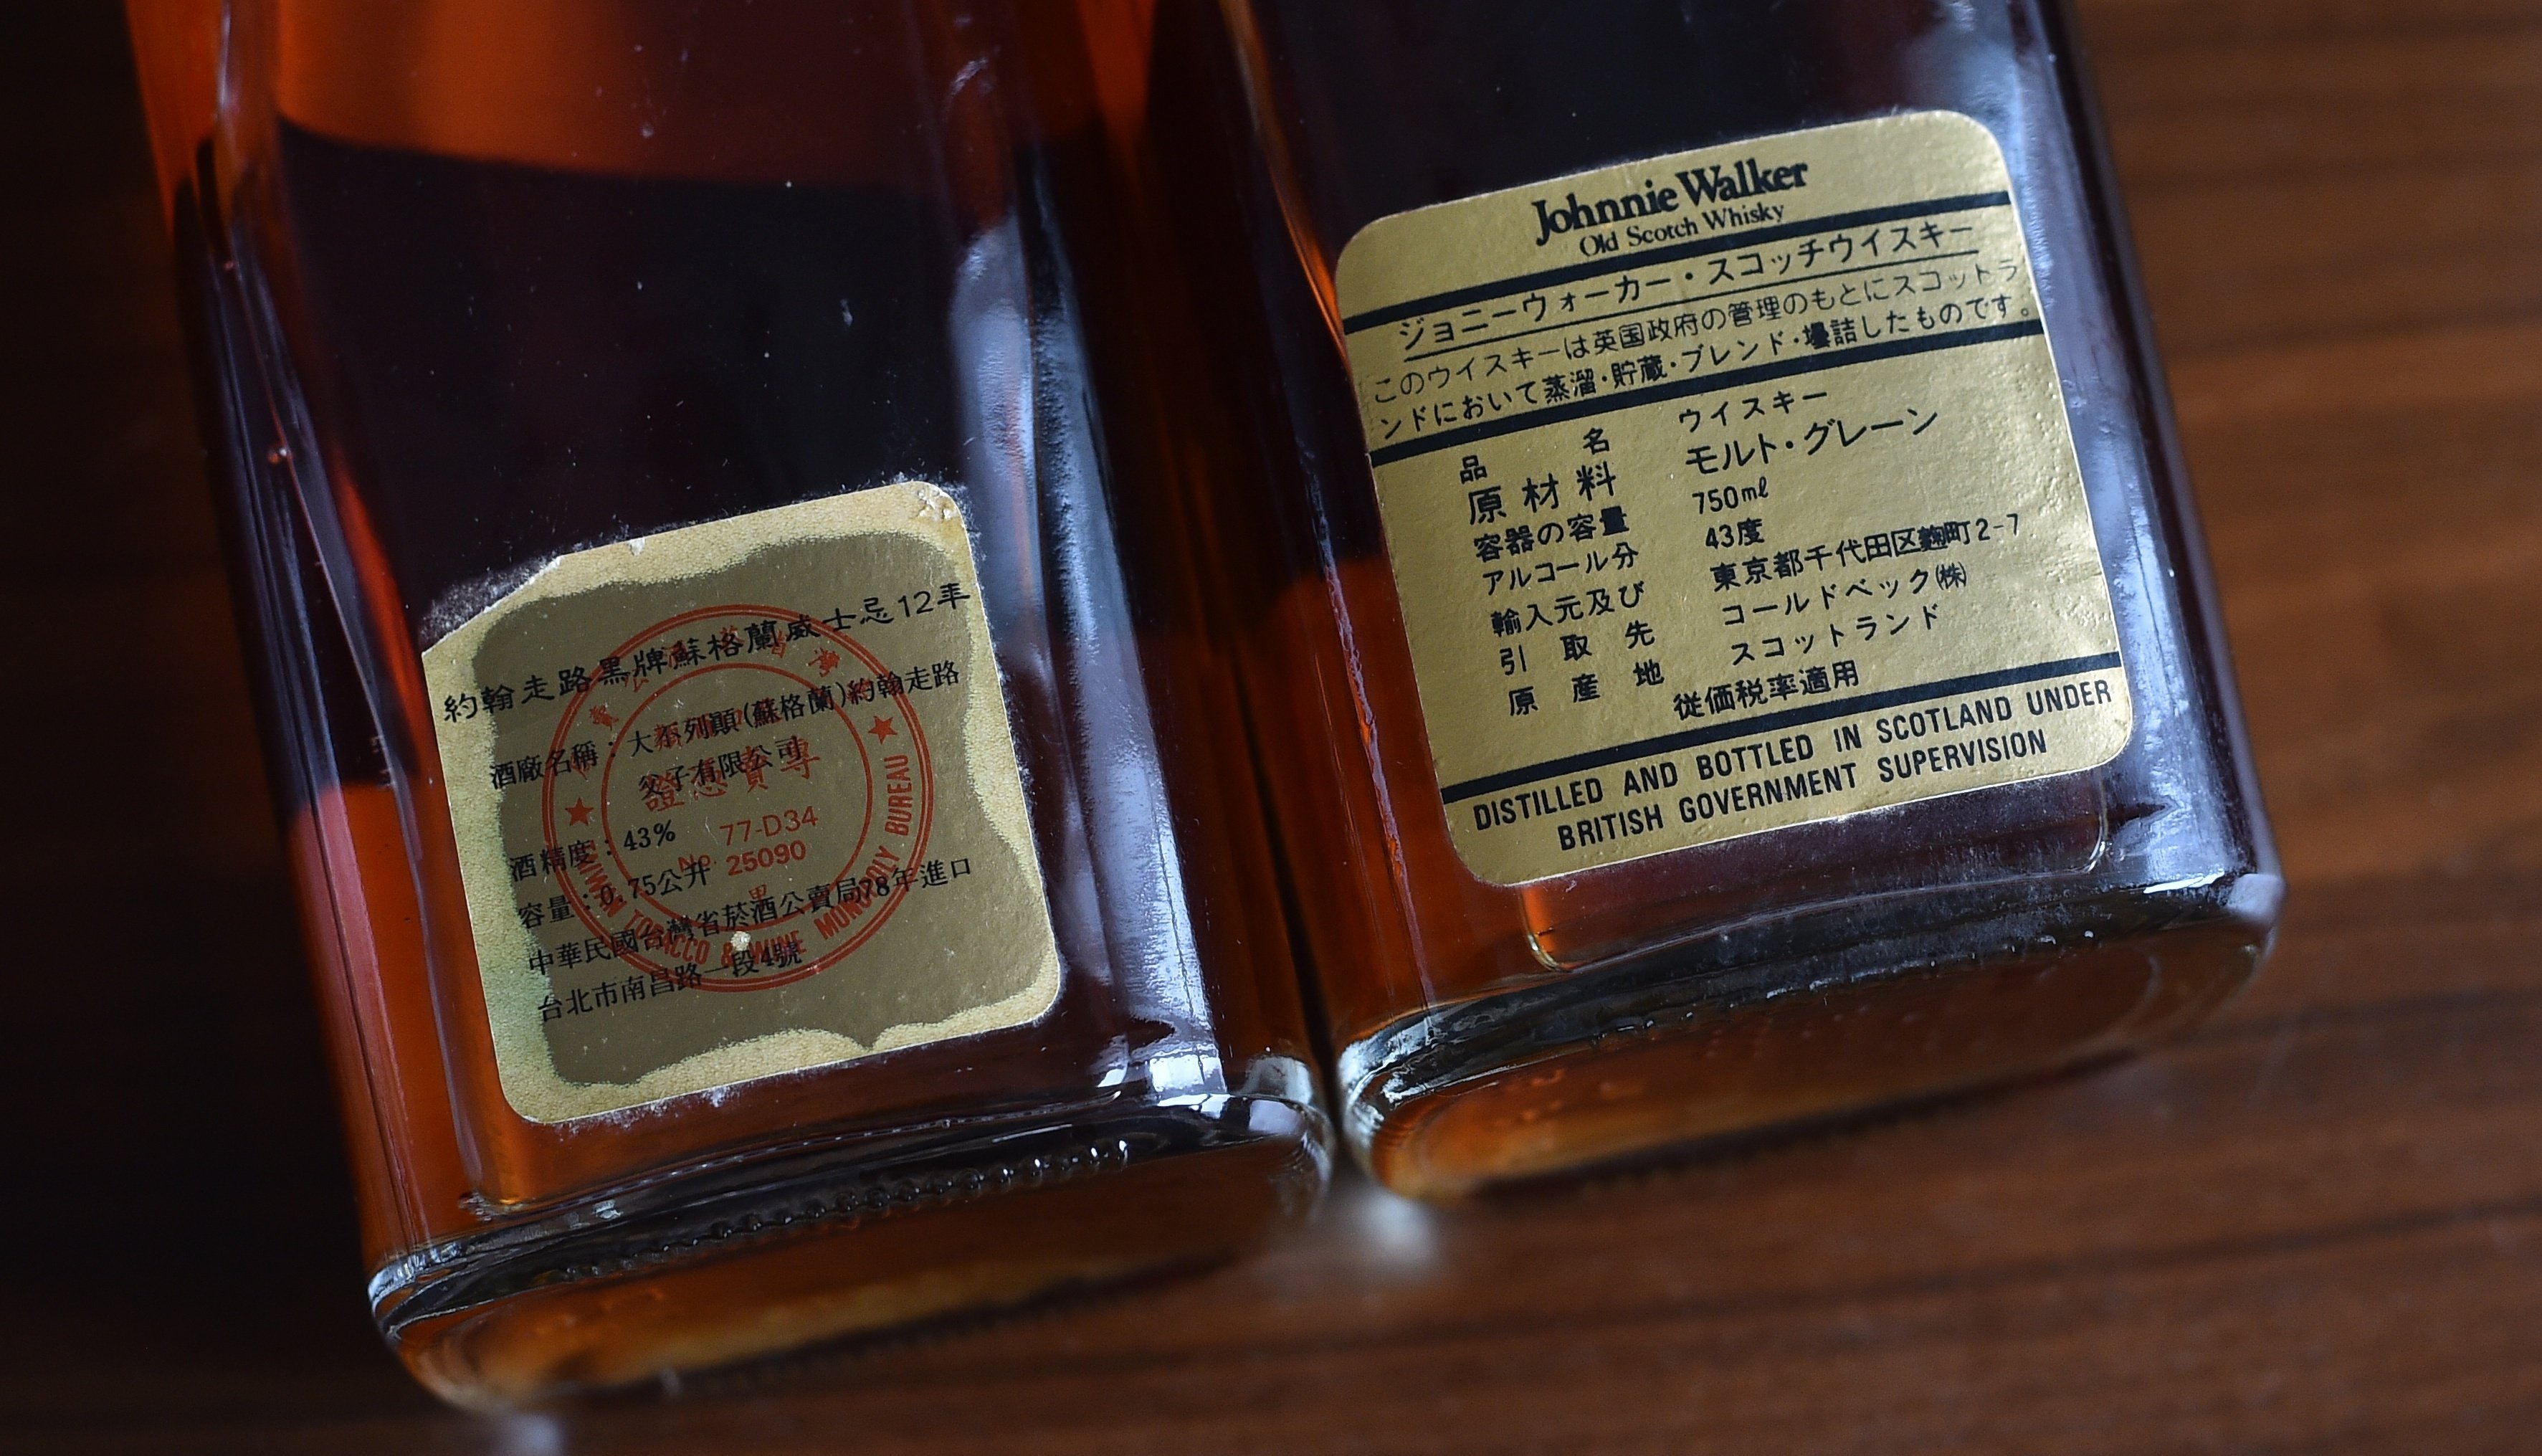 約翰走路黑牌蘇格蘭威士忌12年
酒廠名稱：大不列顛(蘇格蘭)約翰走路
父子有限公司
酒精度：43%
容量：0.75公升
中華民國台灣省菸酒公賣局78年進口
台北市南昌路一段4號
專賣憑證
77-D34
No. 25090
黑
TAIWAN TOBACCO & WINE MONOPOLY BUREAU
Johnnie Walker
Old Scotch Whisky
ジョニーウォーカー・スコッチウイスキー
このウイスキーは英国政府の管理のもとにスコットラ
ンドにおいて蒸溜・貯蔵・ブレンド・壜詰したものです。
品名 ウイスキー
原材料 モルト・グレーン
容器の容量 750ml
アルコール分 43度
輸入元及び 東京都千代田区麹町2-7
引取先 コールドベック㈱
原産地 スコットランド
従価税率適用
DISTILLED AND BOTTLED IN SCOTLAND UNDER
BRITISH GOVERNMENT SUPERVISION